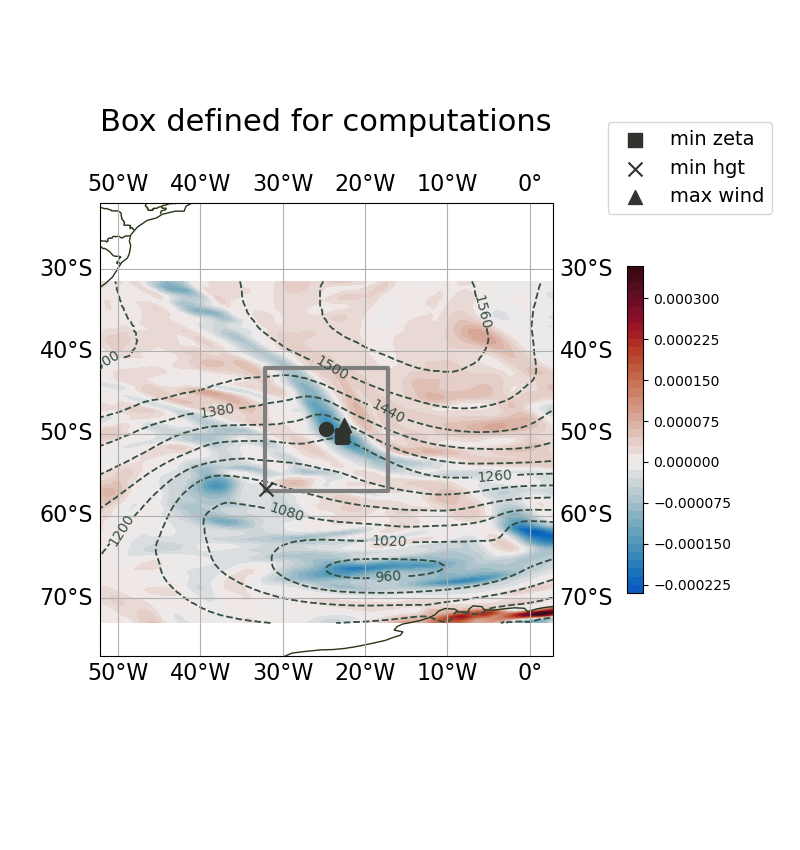 Box defined for computations
min zeta
min hgt
max wind
50°W 40°W 30°W 20°W 10°W 0°
30°S 30°S
40°S 40°S
50°S 50°S
60°S 60°S
70°S 70°S
50°W 40°W 30°W 20°W 10°W 0°
1560
1500
1440
1380
1260
1200
1080
1020
960
0.000300
0.000225
0.000150
0.000075
0.000000
−0.000075
−0.000150
−0.000225